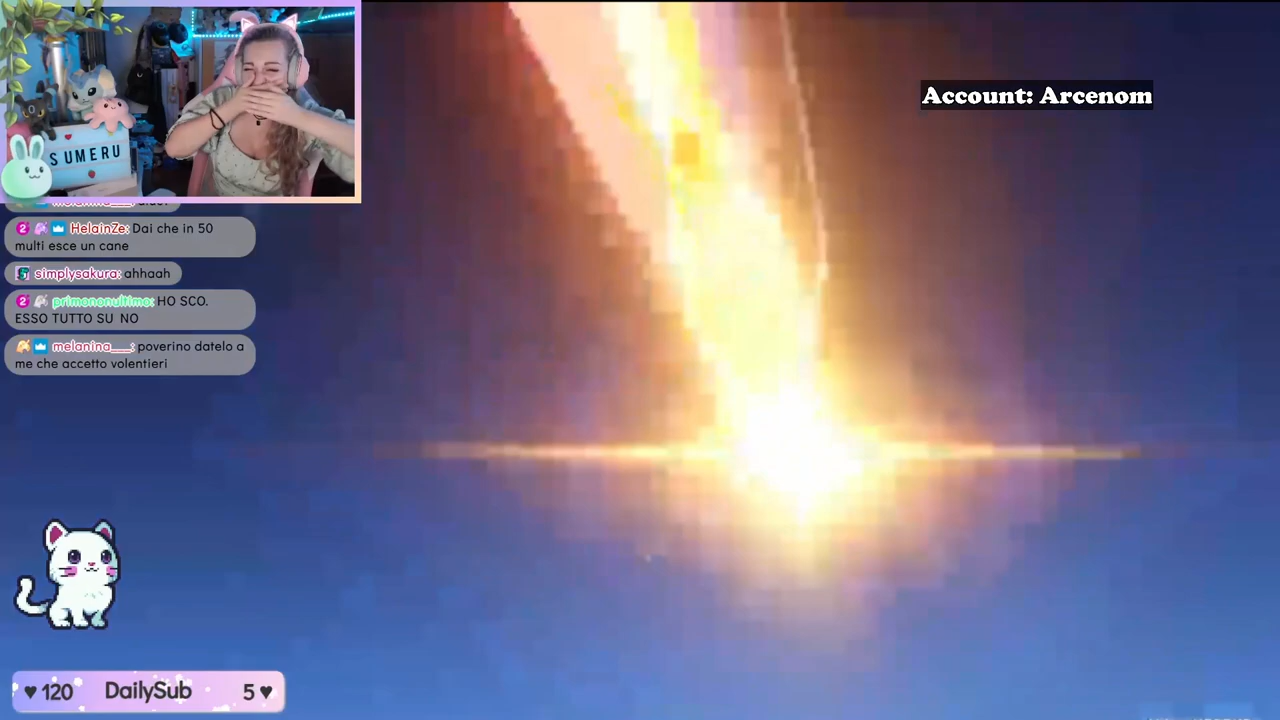 Account: Arcenom
SUMERU
HelainZe: Dai che in 50
multi esce un cane
simplysakura: ahhaah
primononultimo: HO SCO.
ESSO TUTTO SU NO
melanina___: poverino datelo a
me che accetto volentieri
120 DailySub 5